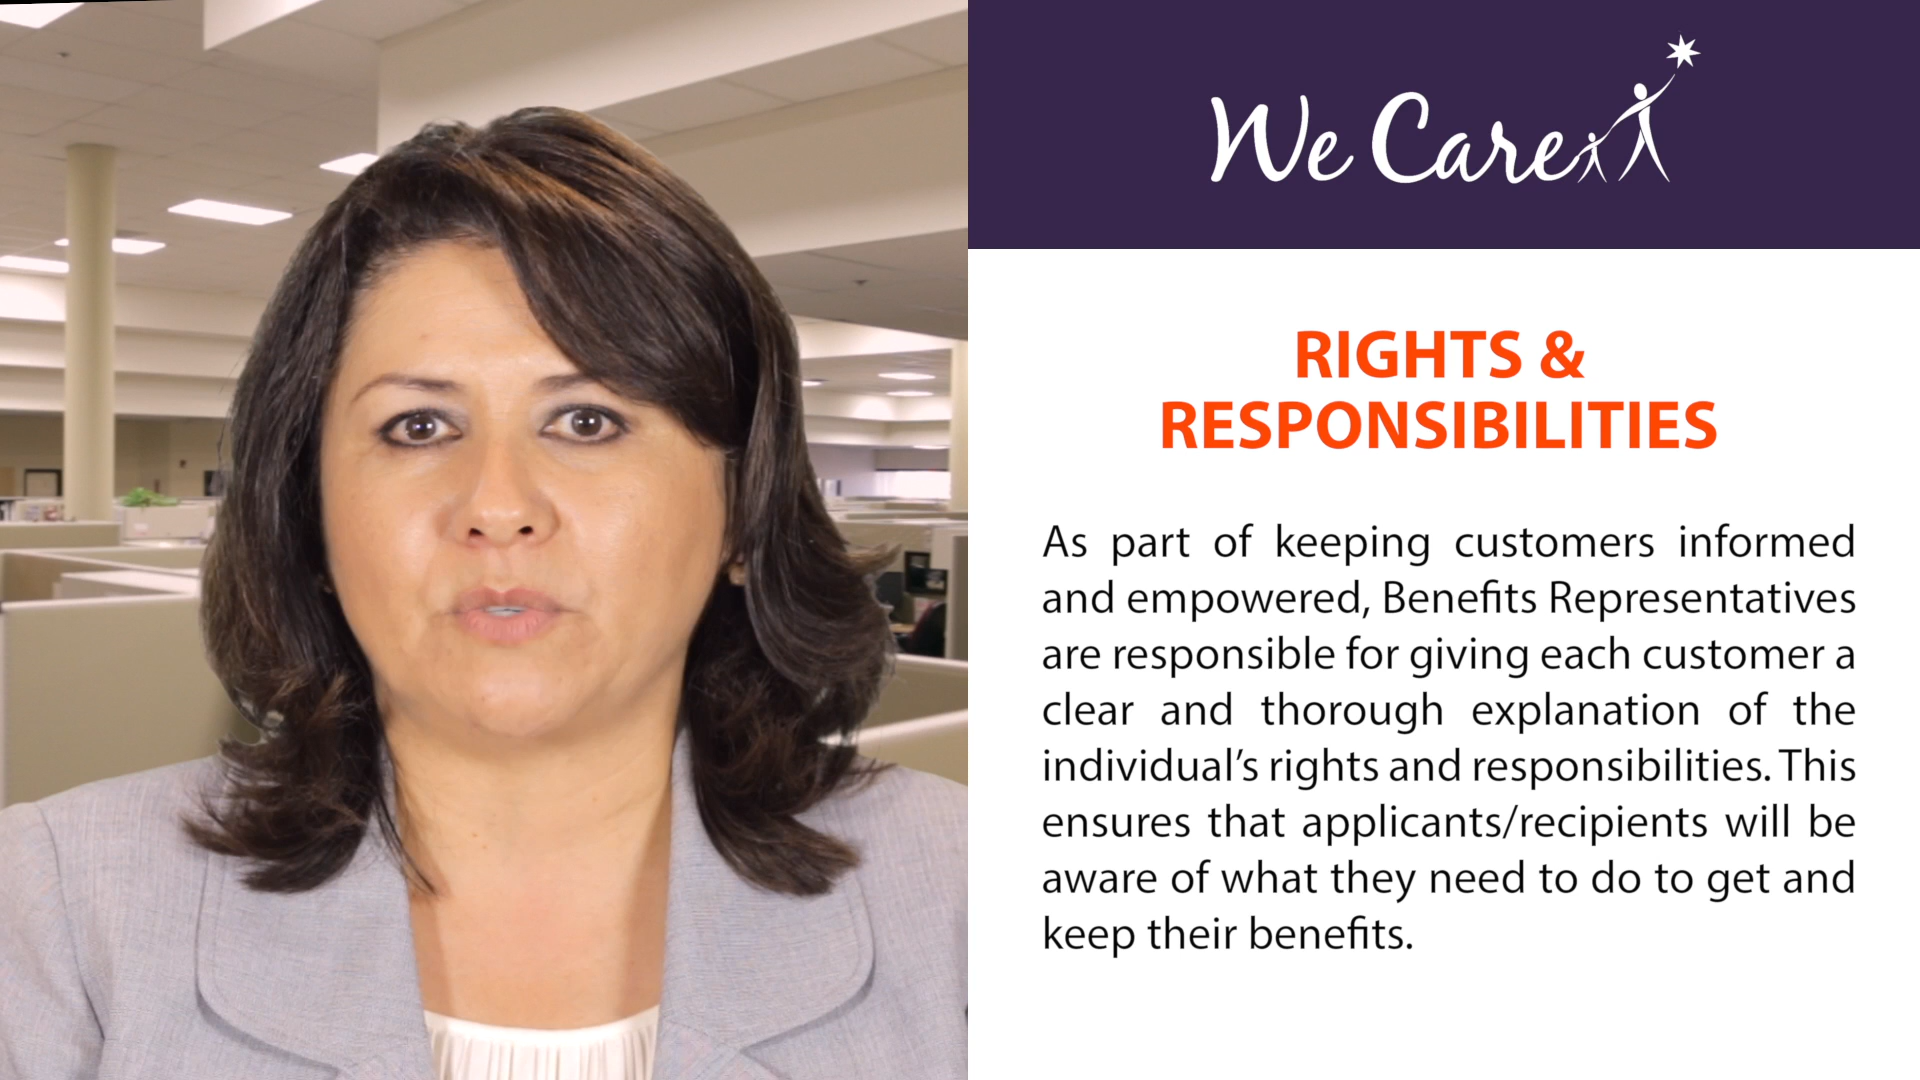 We Care
RIGHTS &
RESPONSIBILITIES
As part of keeping customers informed
and empowered, Benefits Representatives
are responsible for giving each customer a
clear and thorough explanation of the
individual’s rights and responsibilities. This
ensures that applicants/recipients will be
aware of what they need to do to get and
keep their benefits.